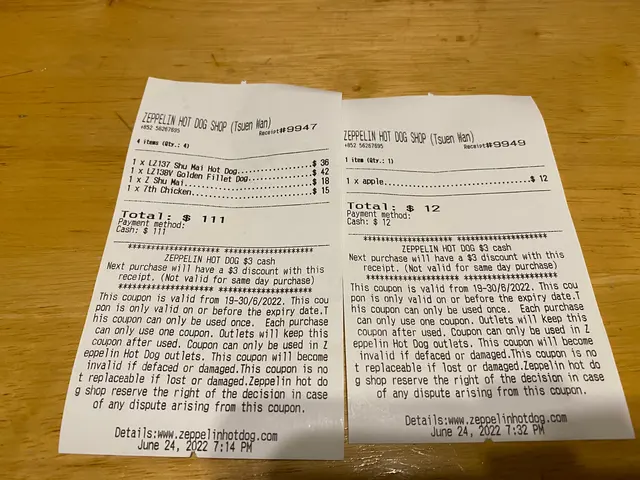 ZEPPELIN HOT DOG SHOP (Tsuen Wan)
+852 56267695
Receipt#9947
4 items (Qty.: 4)
1 x LZ137 Shu Mai Hot Dog..................$ 36
1 x LZ138Y Golden Fillet Dog...............$ 42
1 x Z Shu Mai..............................$ 18
1 x 7th Chicken............................$ 15
Total: $ 111
Payment method:
Cash: $ 111
******************** ********************
ZEPPELIN HOT DOG $3 cash
Next purchase will have a $3 discount with this
receipt. (Not valid for same day purchase)
******************** ********************
This coupon is valid from 19-30/6/2022. This cou
pon is only valid on or before the expiry date.T
his coupon can only be used once. Each purchase
can only use one coupon. Outlets will keep this
coupon after used. Coupon can only be used in Z
eppelin Hot Dog outlets. This coupon will become
invalid if defaced or damaged.This coupon is no
t replaceable if lost or damaged.Zeppelin hot do
g shop reserve the right of the decision in case
of any dispute arising from this coupon.
Details:www.zeppelinhotdog.com
June 24, 2022 7:14 PM
ZEPPELIN HOT DOG SHOP (Tsuen Wan)
+852 56267695
Receipt#9949
1 item (Qty.: 1)
1 x apple..................................$ 12
Total: $ 12
Payment method:
Cash: $ 12
******************** ********************
ZEPPELIN HOT DOG $3 cash
Next purchase will have a $3 discount with this
receipt. (Not valid for same day purchase)
******************** ********************
This coupon is valid from 19-30/6/2022. This cou
pon is only valid on or before the expiry date.T
his coupon can only be used once. Each purchase
can only use one coupon. Outlets will keep this
coupon after used. Coupon can only be used in Z
eppelin Hot Dog outlets. This coupon will become
invalid if defaced or damaged.This coupon is no
t replaceable if lost or damaged.Zeppelin hot do
g shop reserve the right of the decision in case
of any dispute arising from this coupon.
Details:www.zeppelinhotdog.com
June 24, 2022 7:32 PM